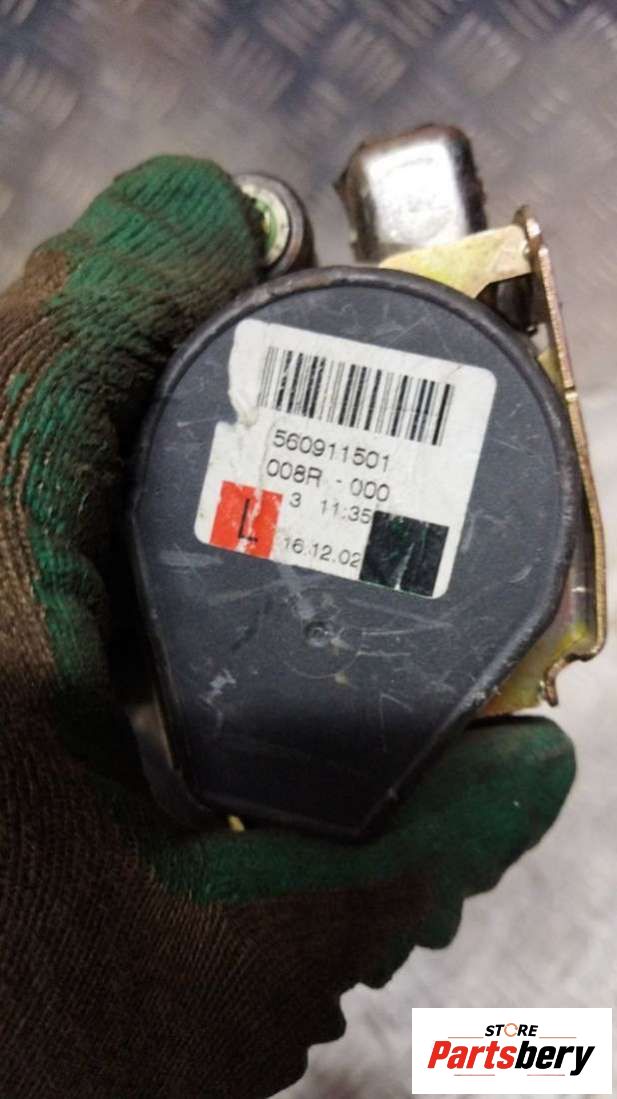 560911501
008R - 000
3 11:35
L
16.12.02
STORE
Partsbery